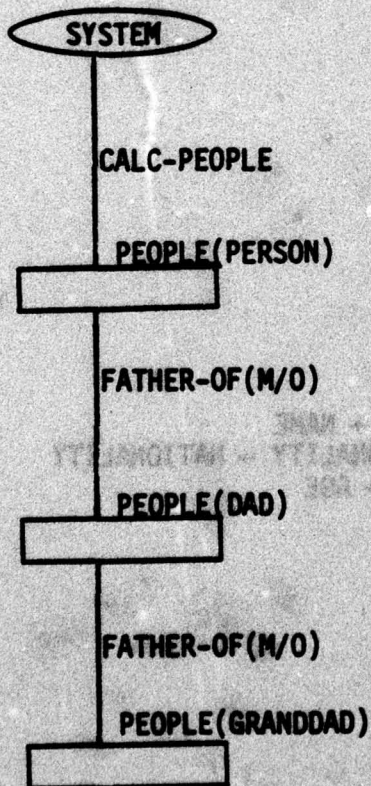 SYSTEM
CALC-PEOPLE
PEOPLE(PERSON)
FATHER-OF(M/O)
PEOPLE(DAD)
FATHER-OF(M/O)
PEOPLE(GRANDDAD)